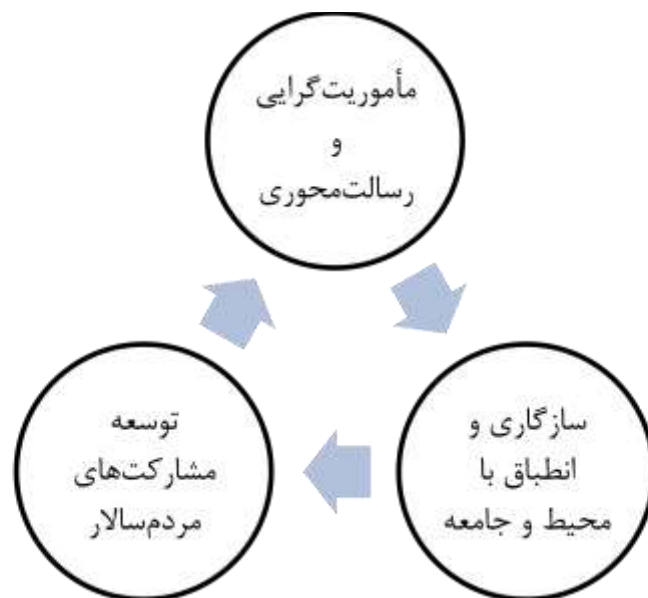 مأموریت‌گرایی
و
رسالت‌محوری
سازگاری و
انطباق با
محیط و جامعه
توسعه
مشارکت‌های
مردم‌سالار